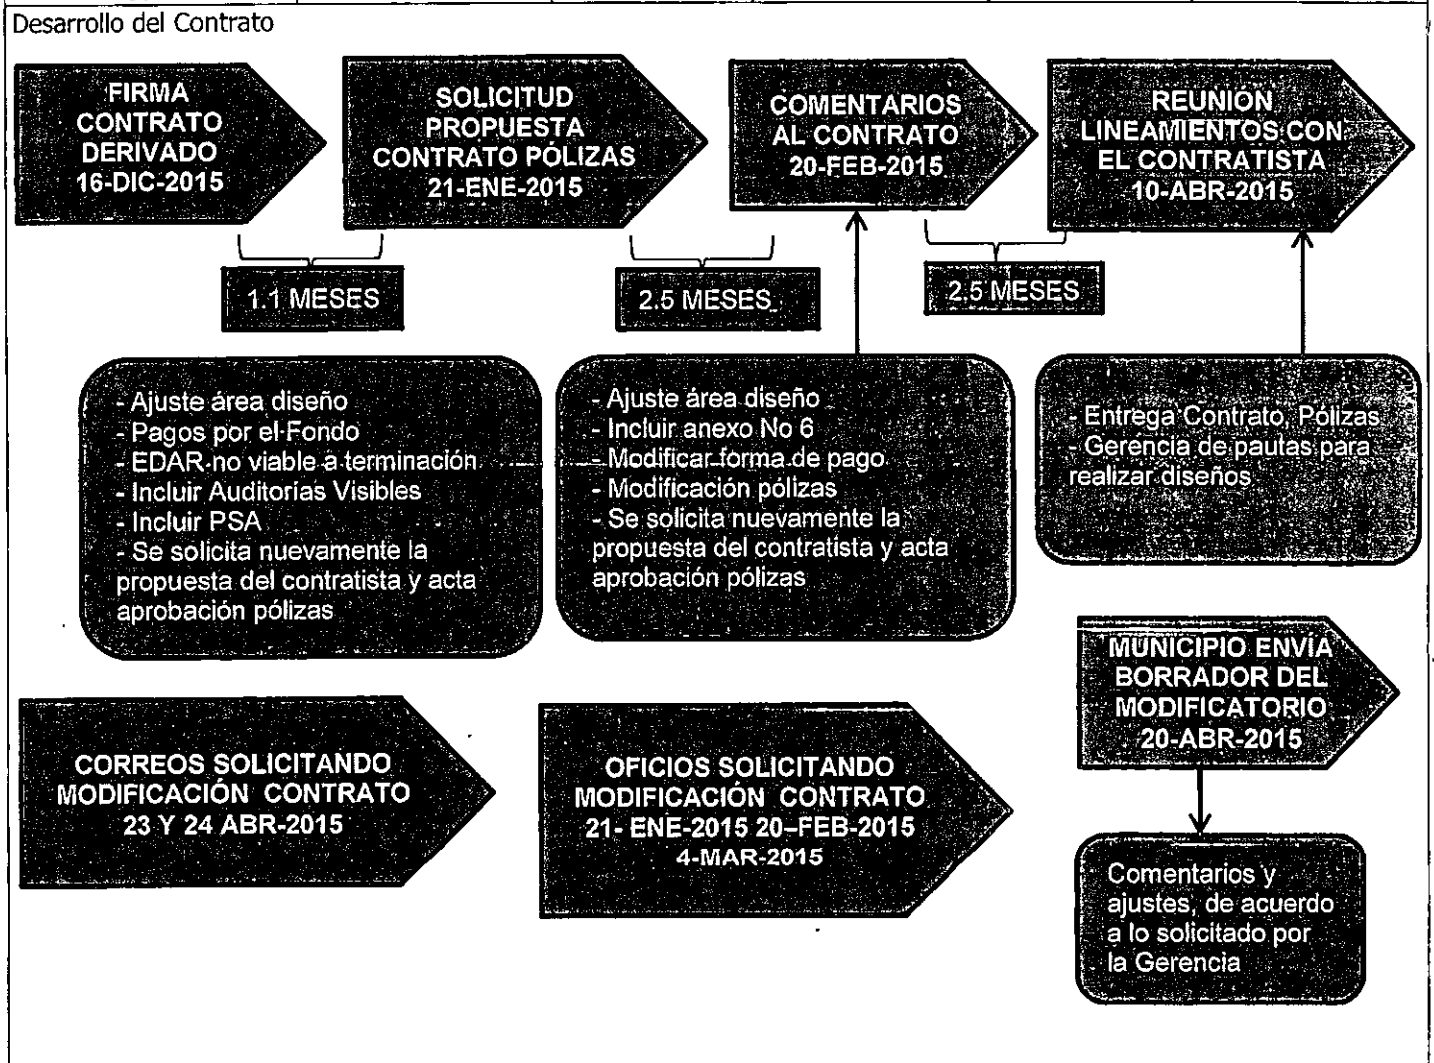 Desarrollo del Contrato
FIRMA
CONTRATO
DERIVADO
16-DIC-2015
SOLICITUD
PROPUESTA
CONTRATO PÓLIZAS
21-ENE-2015
COMENTARIOS
AL CONTRATO
20-FEB-2015
REUNIÓN
LINEAMIENTOS CON
EL CONTRATISTA
10-ABR-2015
1.1 MESES
2.5 MESES
2.5 MESES
- Ajuste área diseño
- Pagos por el Fondo
- EDAR no viable a terminación
- Incluir Auditorías Visibles
- Incluir PSA
- Se solicita nuevamente la
propuesta del contratista y acta
aprobación pólizas
- Ajuste área diseño
- Incluir anexo No 6
- Modificar forma de pago
- Modificación pólizas
- Se solicita nuevamente la
propuesta del contratista y acta
aprobación pólizas
- Entrega Contrato, Pólizas
- Gerencia de pautas para
realizar diseños
MUNICIPIO ENVÍA
BORRADOR DEL
MODIFICATORIO
20-ABR-2015
CORREOS SOLICITANDO
MODIFICACIÓN CONTRATO
23 Y 24 ABR-2015
OFICIOS SOLICITANDO
MODIFICACIÓN CONTRATO
21- ENE-2015 20–FEB-2015
4-MAR-2015
Comentarios y
ajustes, de acuerdo
a lo solicitado por
la Gerencia